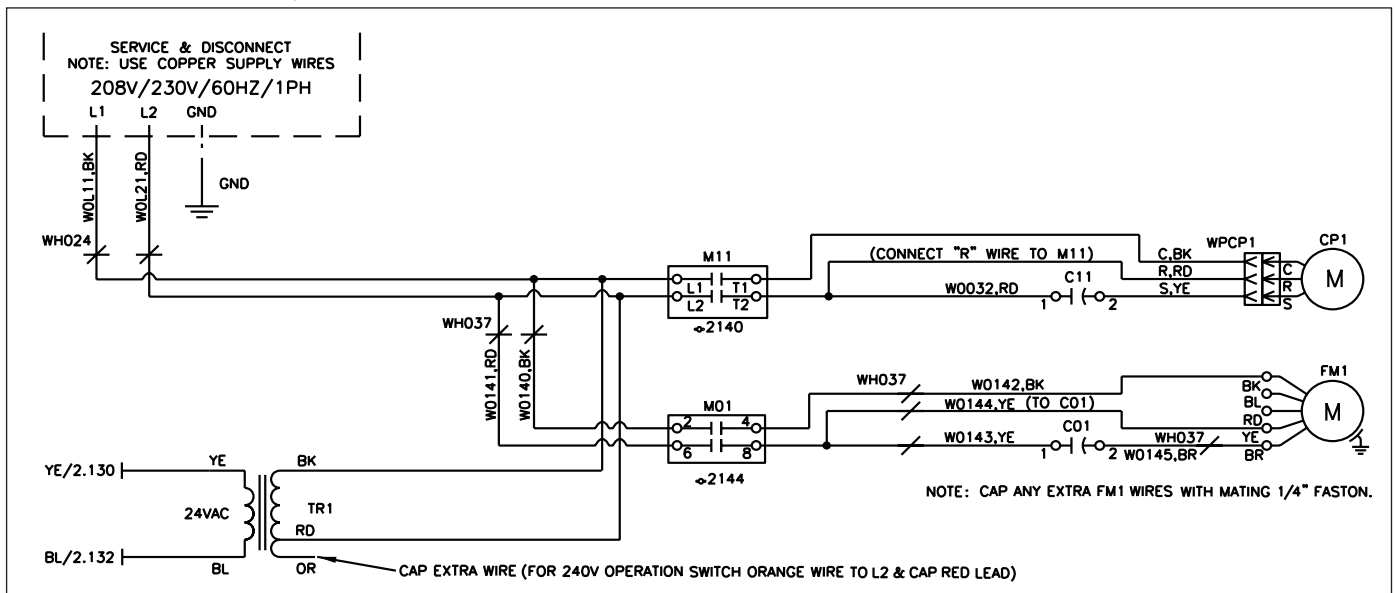 SERVICE & DISCONNECT
NOTE: USE COPPER SUPPLY WIRES
208V/230V/60HZ/1PH
L1 L2 GND
W0L11,BK
W0L21,RD
GND
WH024
M11
L1 T1
L2 T2
⌖2140
(CONNECT "R" WIRE TO M11)
W0032,RD
C11
1 2
C,BK
R,RD
S,YE
WPCP1
C
R
S
CP1
M
WH037
W0141,RD
W0140,BK
M01
2 4
6 8
⌖2144
WH037
W0142,BK
W0144,YE (TO C01)
W0143,YE
C01
1 2
WH037
W0145,BR
BK
BL
RD
YE
BR
FM1
M
NOTE: CAP ANY EXTRA FM1 WIRES WITH MATING 1/4" FASTON.
YE/2.130
YE
BK
24VAC
TR1
RD
BL/2.132
BL
OR
CAP EXTRA WIRE (FOR 240V OPERATION SWITCH ORANGE WIRE TO L2 & CAP RED LEAD)